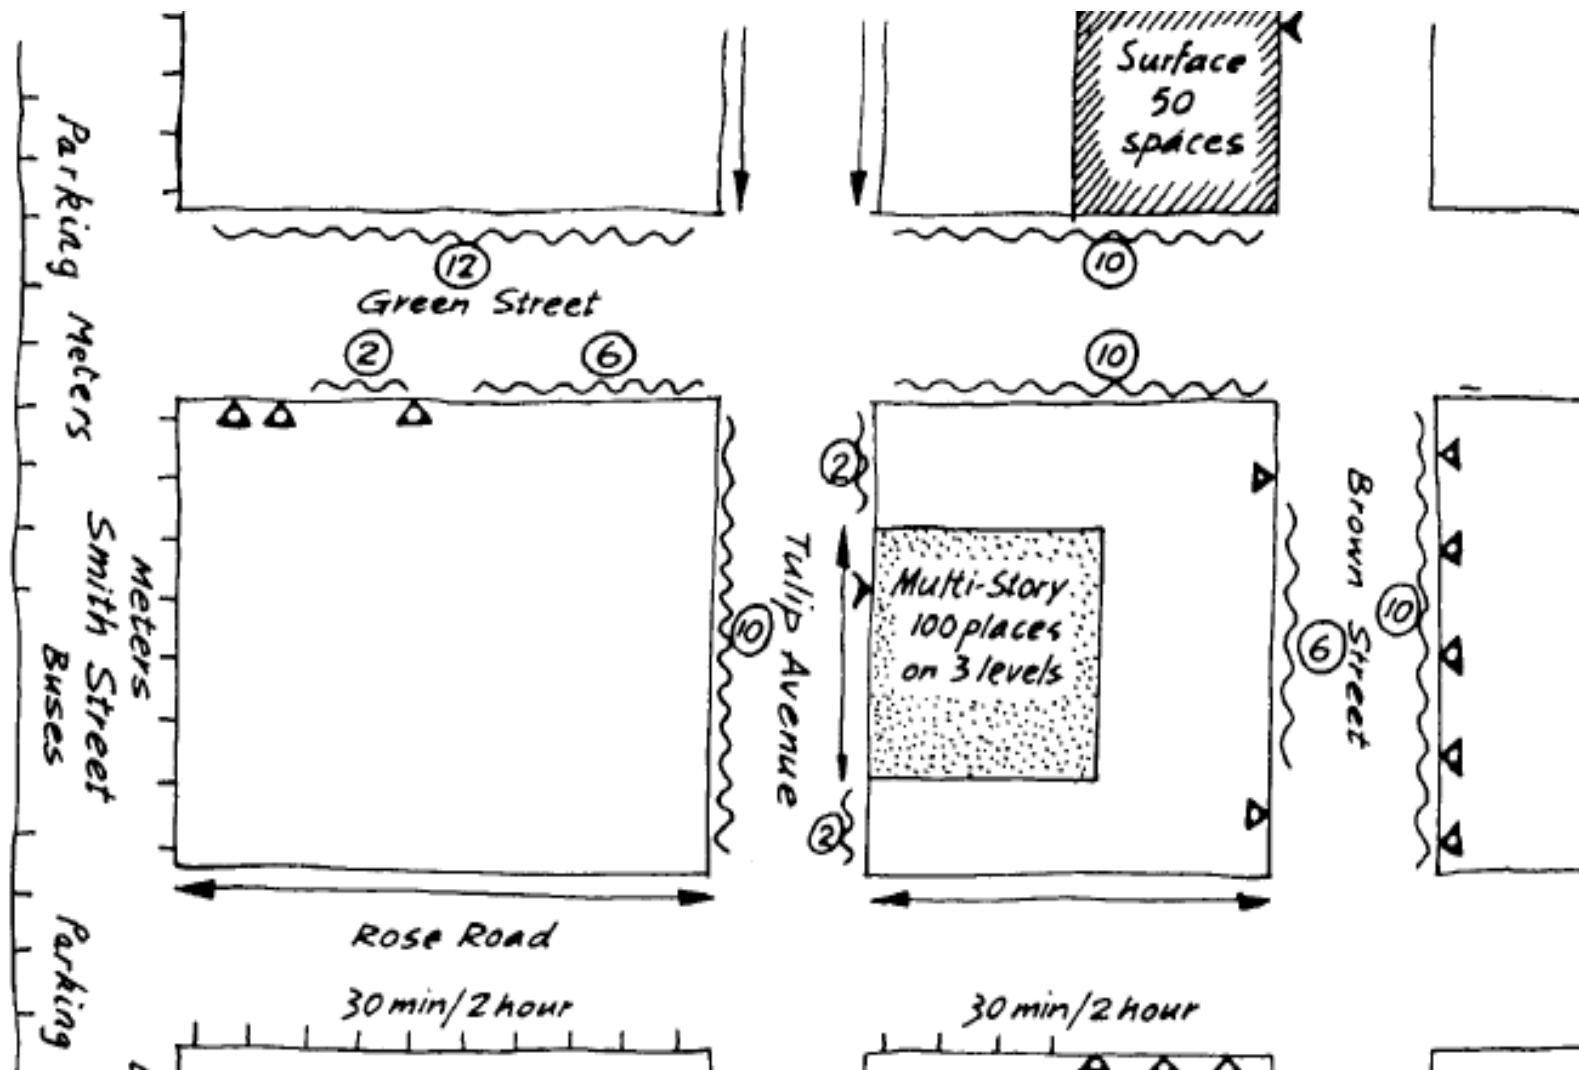 Surface
50
spaces
Parking Meters
12
10
Green Street
2
6
10
2
Meters
Smith Street
Buses
10
Tulip Avenue
Multi-Story
100 places
on 3 levels
2
6
Brown Street
10
Rose Road
30 min/2 hour
30 min/2 hour
Parking